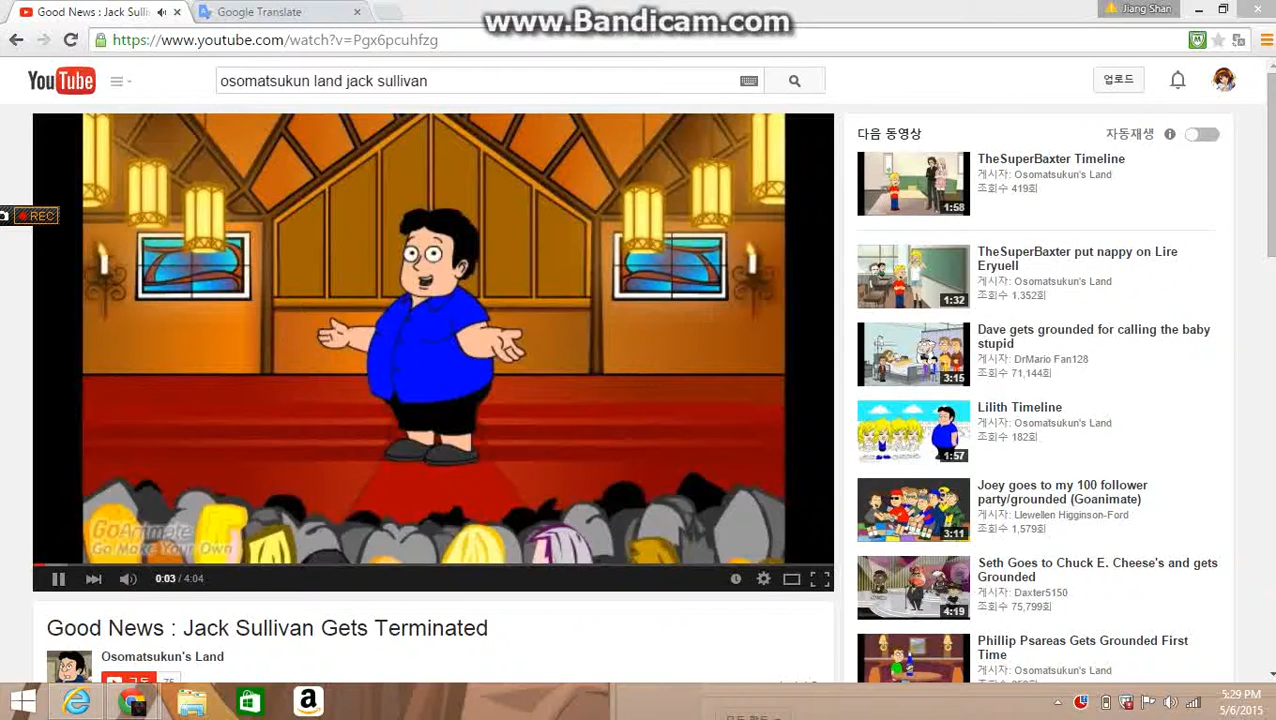 www.Bandicam.com
Good News : Jack Sulli
Google Translate
Jiang Shan
https://www.youtube.com/watch?v=Pgx6pcuhfzg
YouTube
osomatsukun land jack sullivan
업로드
REC
GoAnimate
Go Make Your Own
0:03 / 4:04
Good News : Jack Sullivan Gets Terminated
Osomatsukun's Land
구독
75
다음 동영상
자동재생
TheSuperBaxter Timeline
게시자: Osomatsukun's Land
조회수 419회
1:58
TheSuperBaxter put nappy on Lire
Eryuell
게시자: Osomatsukun's Land
조회수 1,352회
1:32
Dave gets grounded for calling the baby
stupid
게시자: DrMario Fan128
조회수 71,144회
3:15
Lilith Timeline
게시자: Osomatsukun's Land
조회수 182회
1:57
Joey goes to my 100 follower
party/grounded (Goanimate)
게시자: Llewellen Higginson-Ford
조회수 1,579회
3:11
Seth Goes to Chuck E. Cheese's and gets
Grounded
게시자: Daxter5150
조회수 75,799회
4:19
Phillip Psareas Gets Grounded First
Time
게시자: Osomatsukun's Land
5:29 PM
5/6/2015